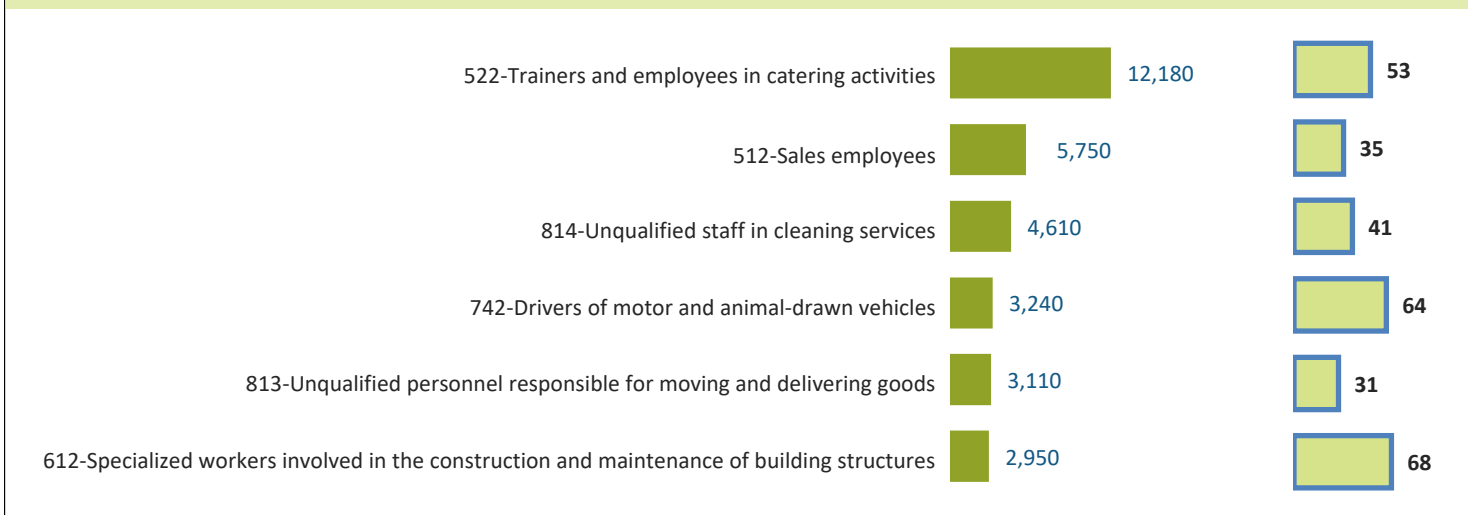 522-Trainers and employees in catering activities 12,180 53
512-Sales employees 5,750 35
814-Unqualified staff in cleaning services 4,610 41
742-Drivers of motor and animal-drawn vehicles 3,240 64
813-Unqualified personnel responsible for moving and delivering goods 3,110 31
612-Specialized workers involved in the construction and maintenance of building structures 2,950 68